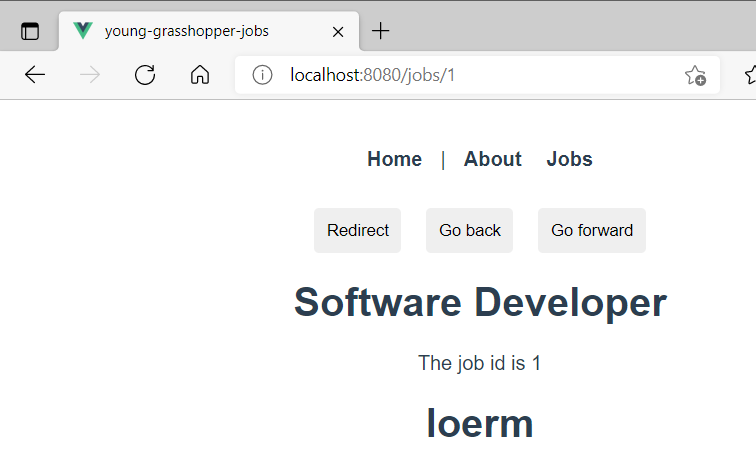 young-grasshopper-jobs
localhost:8080/jobs/1
Home | About Jobs
Redirect Go back Go forward
Software Developer
The job id is 1
loerm